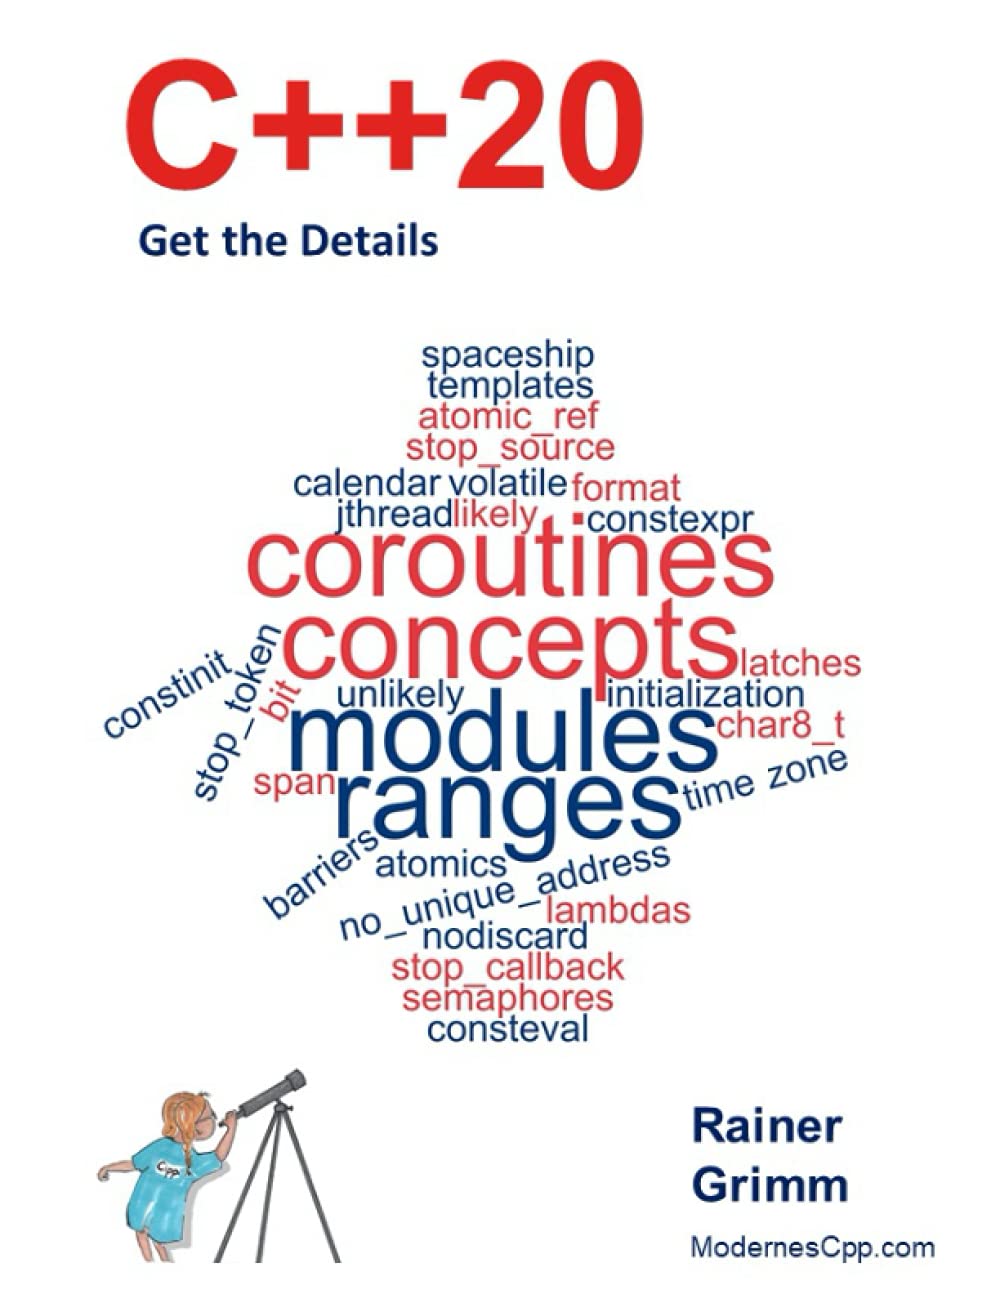 C++20
Get the Details
spaceship
templates
atomic_ref
stop_source
calendar volatile format
jthread likely constexpr
coroutines
concepts
latches
constinit
stop_token
bit
unlikely
initialization
modules
char8_t
span
ranges
time zone
barriers
atomics
no_unique_address
lambdas
nodiscard
stop_callback
semaphores
consteval
Cipp
Rainer
Grimm
ModernesCpp.com